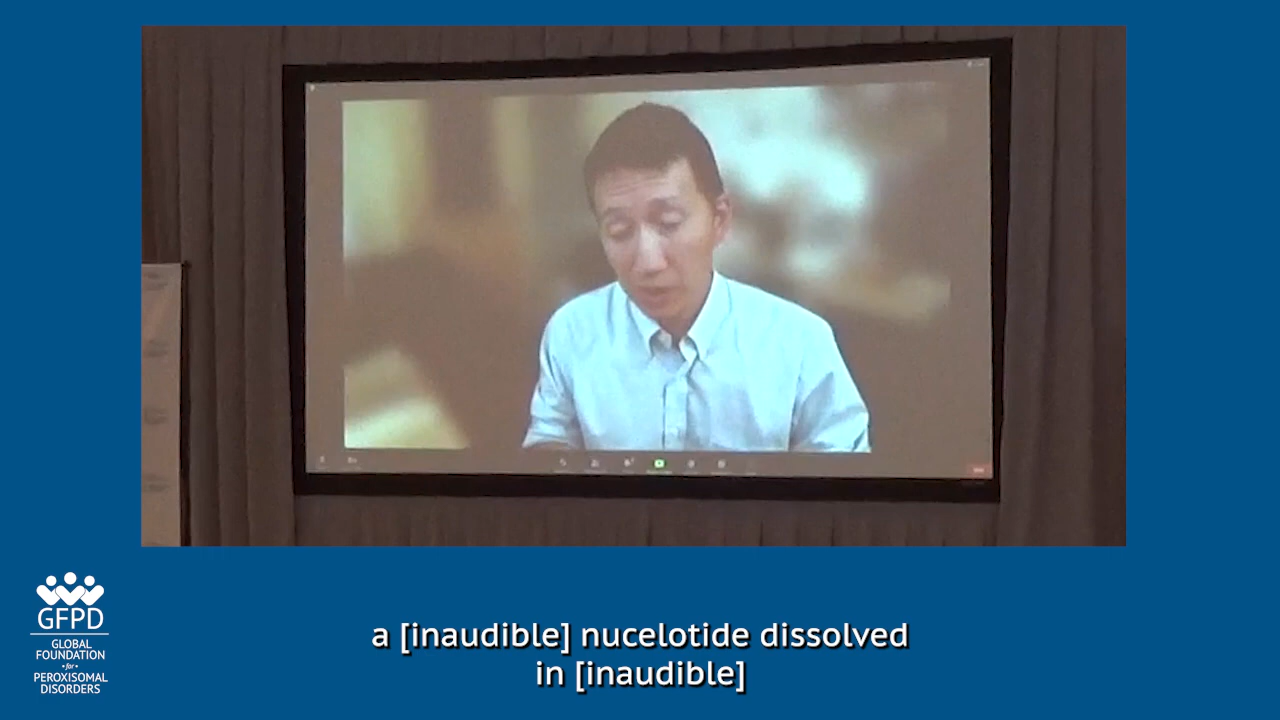 GFPD
GLOBAL
FOUNDATION
for
PEROXISOMAL
DISORDERS
a [inaudible] nucelotide dissolved
in [inaudible]